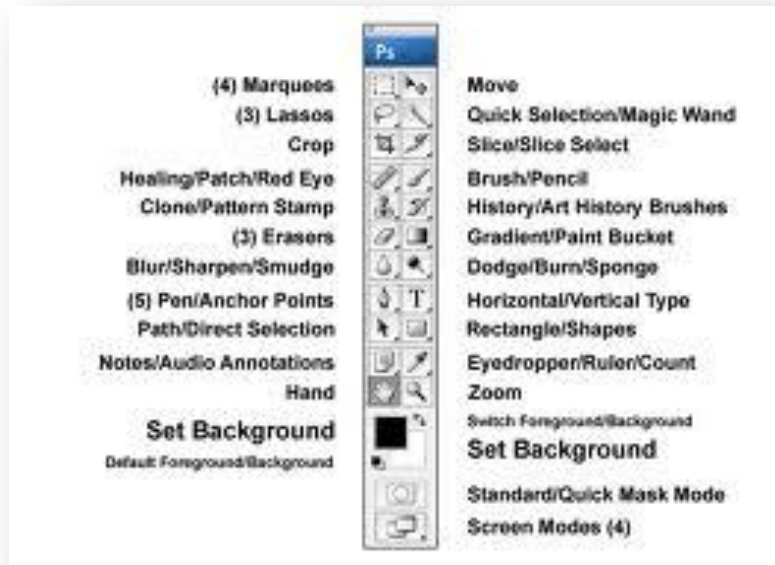 Ps
(4) Marquees
Move
(3) Lassos
Quick Selection/Magic Wand
Crop
Slice/Slice Select
Healing/Patch/Red Eye
Brush/Pencil
Clone/Pattern Stamp
History/Art History Brushes
(3) Erasers
Gradient/Paint Bucket
Blur/Sharpen/Smudge
Dodge/Burn/Sponge
(5) Pen/Anchor Points
T
Horizontal/Vertical Type
Path/Direct Selection
Rectangle/Shapes
Notes/Audio Annotations
Eyedropper/Ruler/Count
Hand
Zoom
Switch Foreground/Background
Set Background
Set Background
Default Foreground/Background
Standard/Quick Mask Mode
Screen Modes (4)